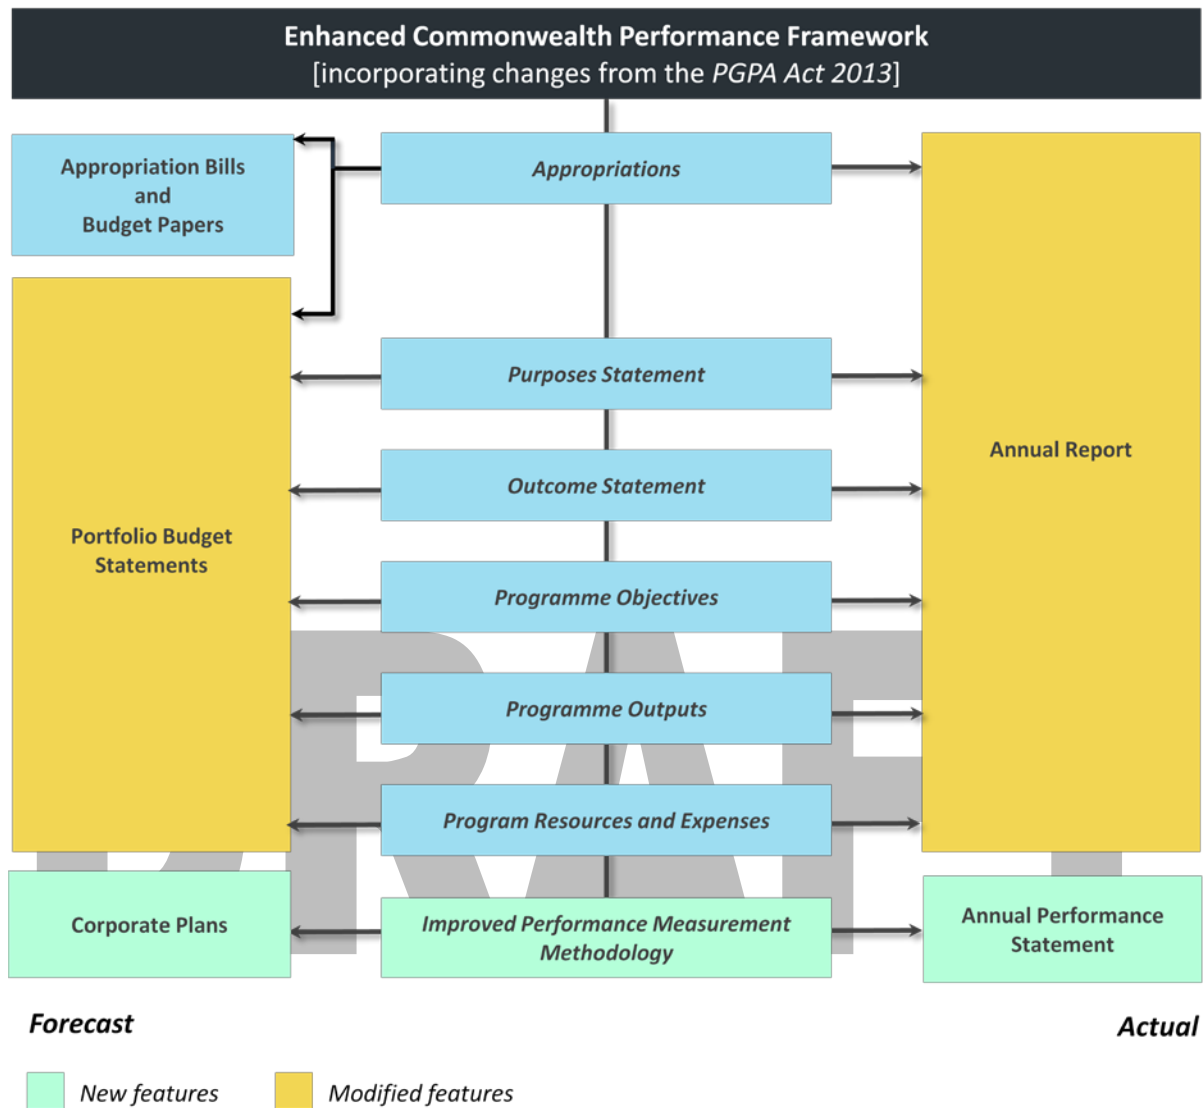 Enhanced Commonwealth Performance Framework
[incorporating changes from the PGPA Act 2013]
Appropriation Bills
and
Budget Papers
Appropriations
Purposes Statement
Outcome Statement
Programme Objectives
Programme Outputs
Program Resources and Expenses
Improved Performance Measurement
Methodology
Portfolio Budget
Statements
Corporate Plans
Annual Report
Annual Performance
Statement
Forecast
Actual
New features
Modified features
DRAFT